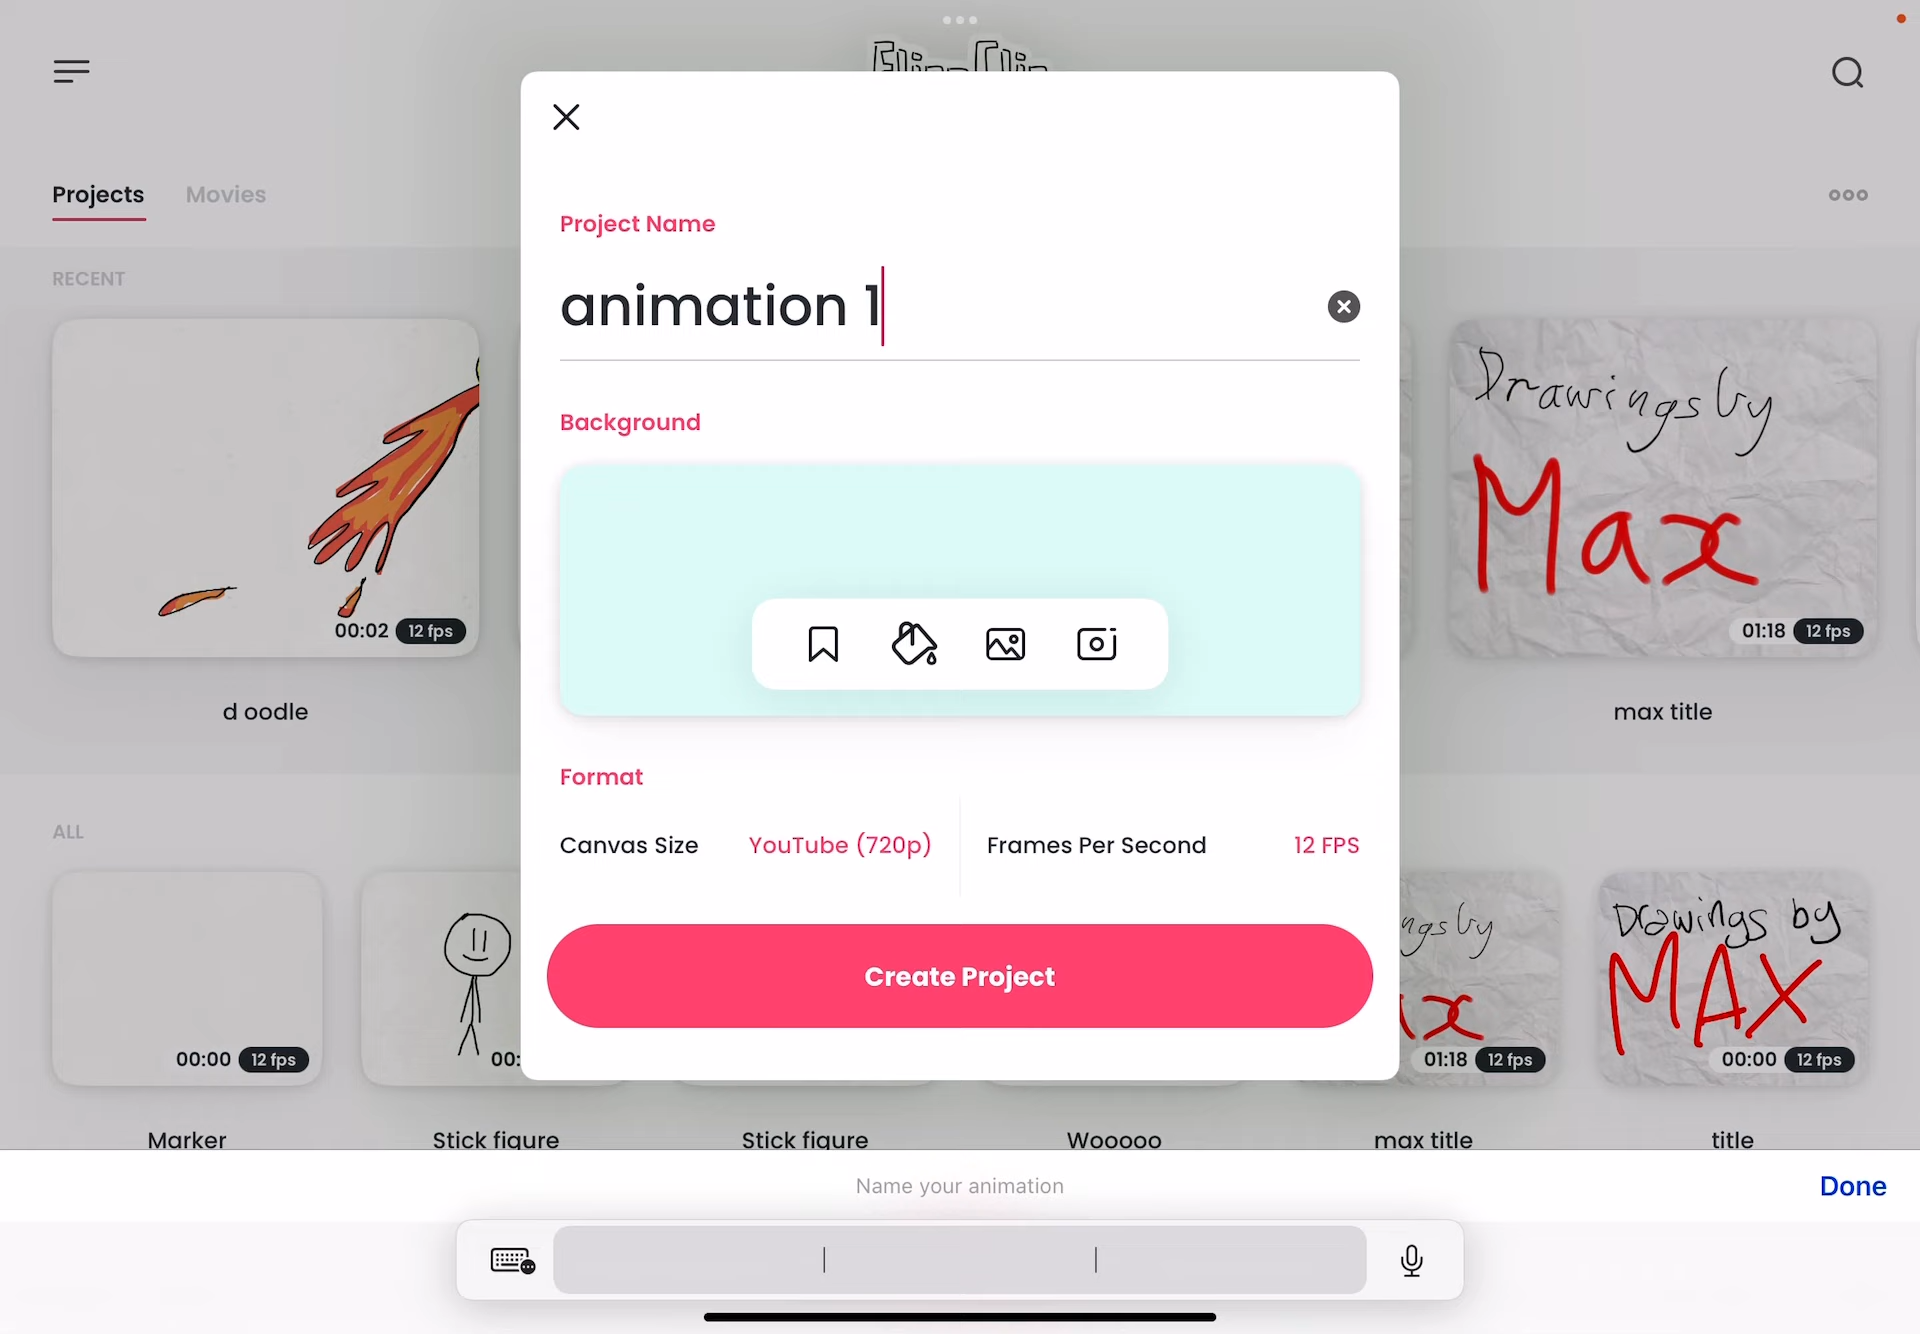 Projects
Movies
RECENT
Project Name
animation 1
Background
Drawings by
Max
00:02
12 fps
01:18
12 fps
d oodle
max title
Format
Canvas Size
YouTube (720p)
Frames Per Second
12 FPS
ALL
Create Project
Drawings by
MAX
00:00
12 fps
00:
01:18
12 fps
00:00
12 fps
Marker
Stick figure
Stick figure
Wooooo
max title
title
Name your animation
Done